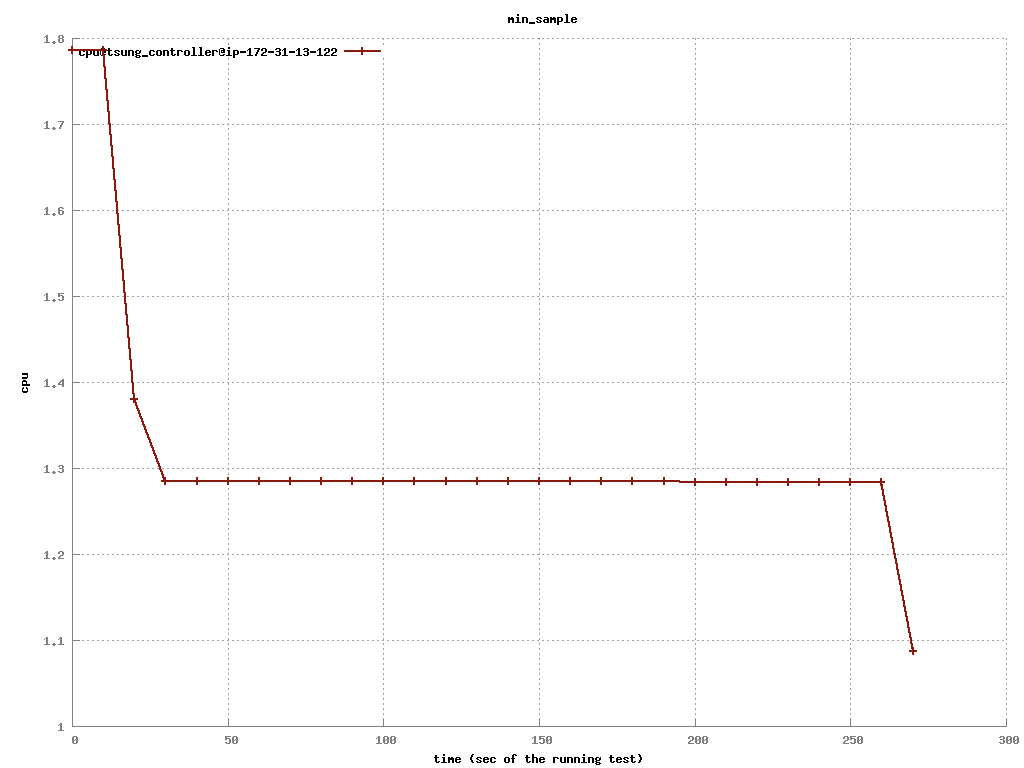 min_sample
cpu@tsung_controller@ip-172-31-13-122
1.8
1.7
1.6
1.5
1.4
1.3
1.2
1.1
1
cpu
0 50 100 150 200 250 300
time (sec of the running test)